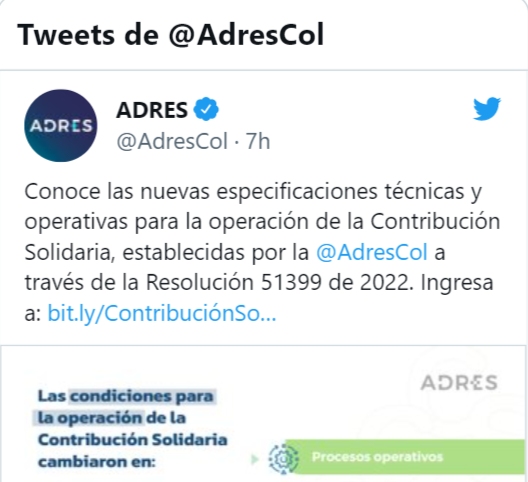 Tweets de @AdresCol
ADRES
ADRES
@AdresCol · 7h
Conoce las nuevas especificaciones técnicas y
operativas para la operación de la Contribución
Solidaria, establecidas por la @AdresCol a
través de la Resolución 51399 de 2022. Ingresa
a: bit.ly/ContribuciónSo...
ADRES
Las condiciones para
la operación de la
Contribución Solidaria
cambiaron en:
Procesos operativos